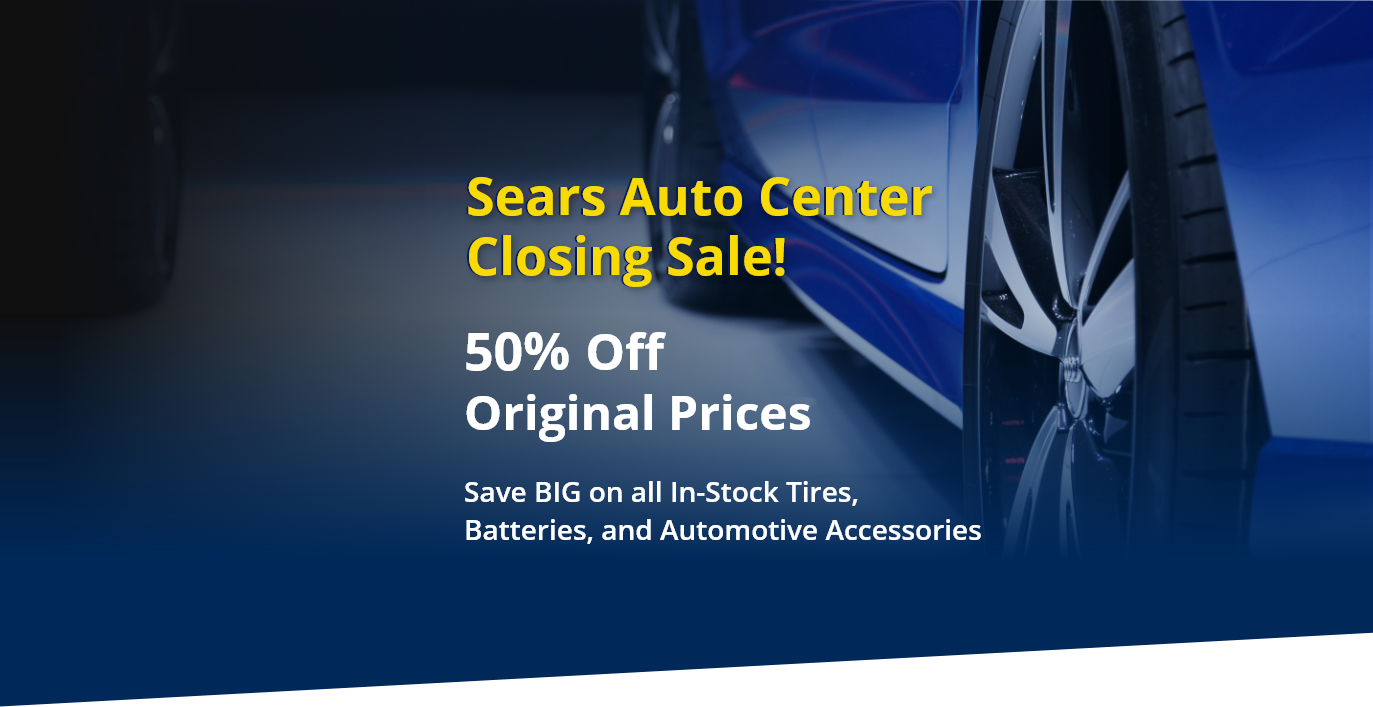 Sears Auto Center
Closing Sale!
50% Off
Original Prices
Save BIG on all In-Stock Tires,
Batteries, and Automotive Accessories